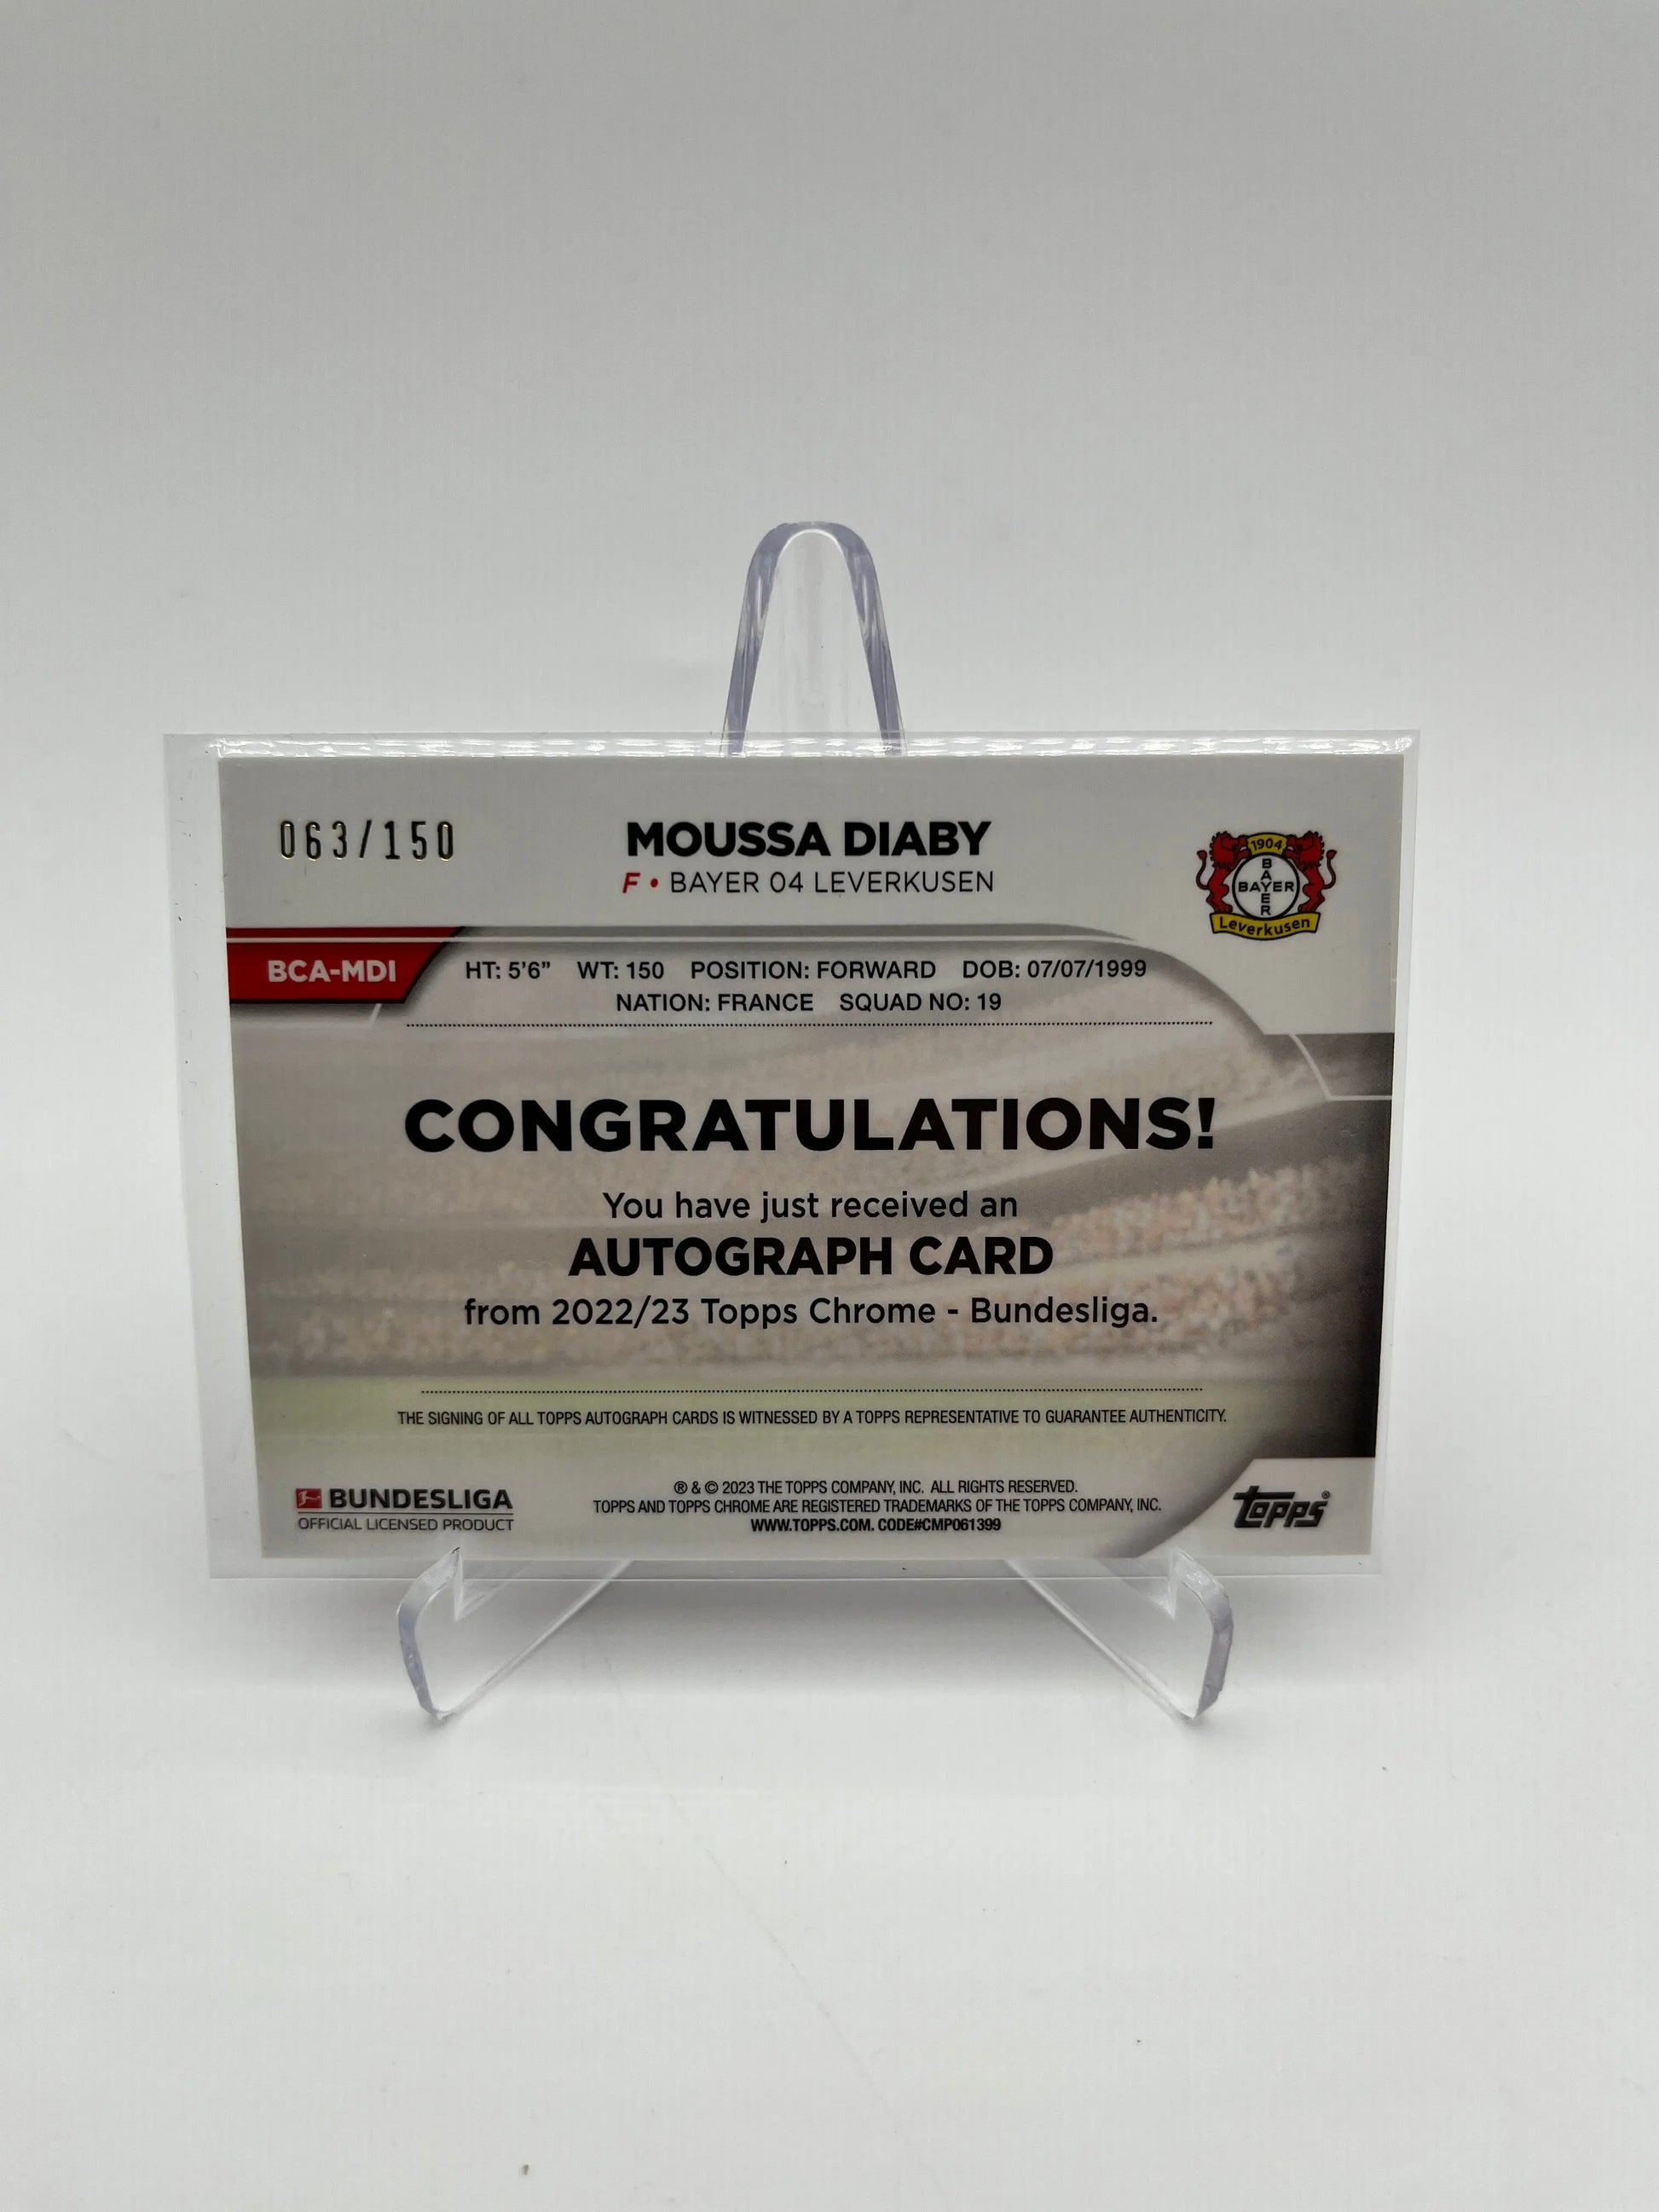 063/150
MOUSSA DIABY
F • BAYER 04 LEVERKUSEN
1904
BAYER
BAYER
Leverkusen
BCA-MDI
HT: 5'6" WT: 150 POSITION: FORWARD DOB: 07/07/1999
NATION: FRANCE SQUAD NO: 19
CONGRATULATIONS!
You have just received an
AUTOGRAPH CARD
from 2022/23 Topps Chrome - Bundesliga.
THE SIGNING OF ALL TOPPS AUTOGRAPH CARDS IS WITNESSED BY A TOPPS REPRESENTATIVE TO GUARANTEE AUTHENTICITY.
BUNDESLIGA
OFFICIAL LICENSED PRODUCT
® & © 2023 THE TOPPS COMPANY, INC. ALL RIGHTS RESERVED.
TOPPS AND TOPPS CHROME ARE REGISTERED TRADEMARKS OF THE TOPPS COMPANY, INC.
WWW.TOPPS.COM. CODE#CMP061399
topps®